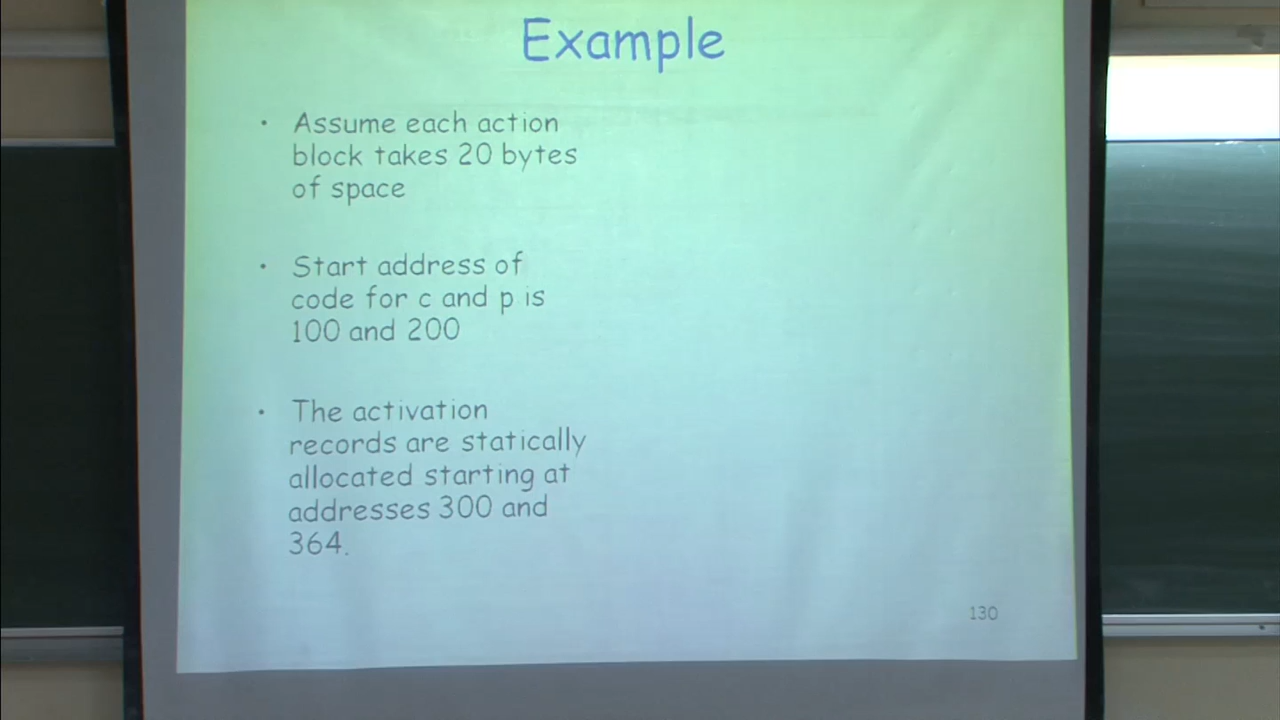 Example
• Assume each action
block takes 20 bytes
of space
• Start address of
code for c and p is
100 and 200
• The activation
records are statically
allocated starting at
addresses 300 and
364.
130